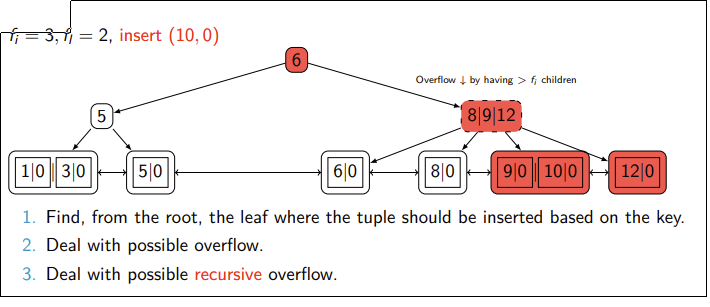 f_i = 3, f_l = 2, insert (10, 0)
6
Overflow ↓ by having > f_i children
5
8|9|12
1|0 | 3|0
5|0
6|0
8|0
9|0 | 10|0
12|0
1. Find, from the root, the leaf where the tuple should be inserted based on the key.
2. Deal with possible overflow.
3. Deal with possible recursive overflow.